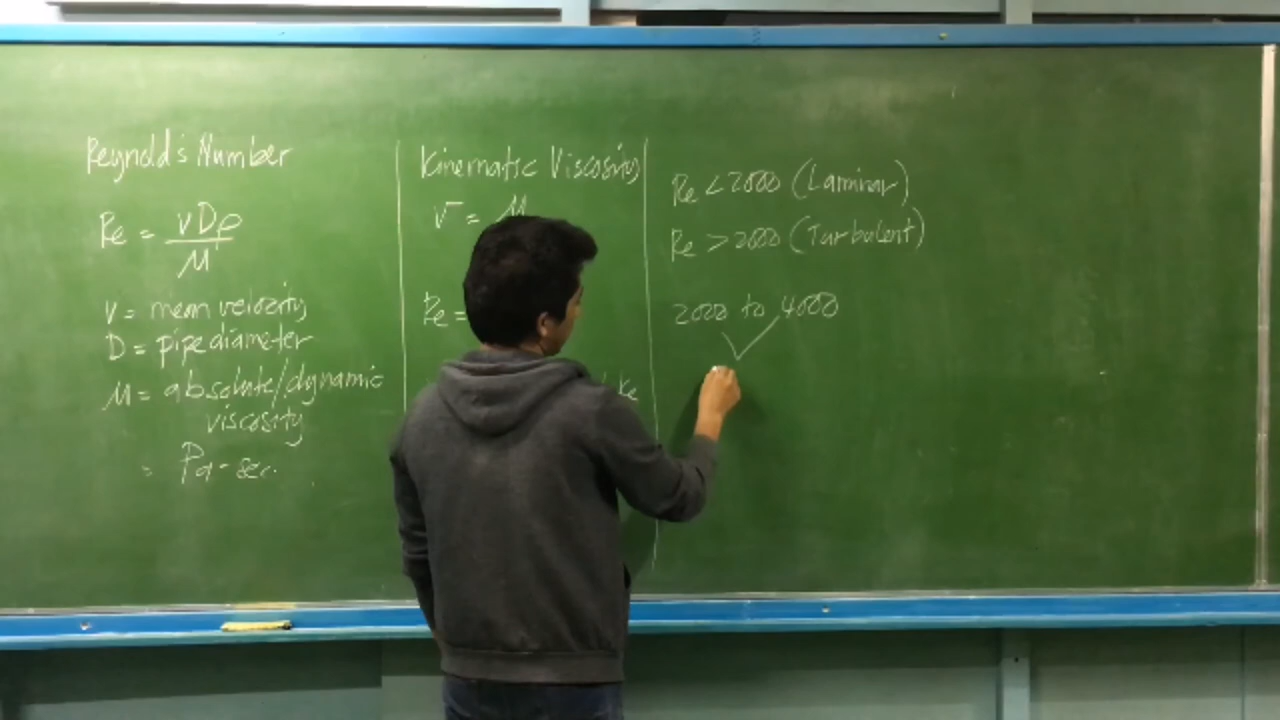 Reynold's Number
Re = vDρ / μ
v = mean velocity
D = pipe diameter
μ = absolute/dynamic
viscosity
= Pa-sec.
Kinematic Viscosity
v = μ
Re =
Re < 2000 (Laminar)
Re > 2000 (Turbulent)
2000 to 4000